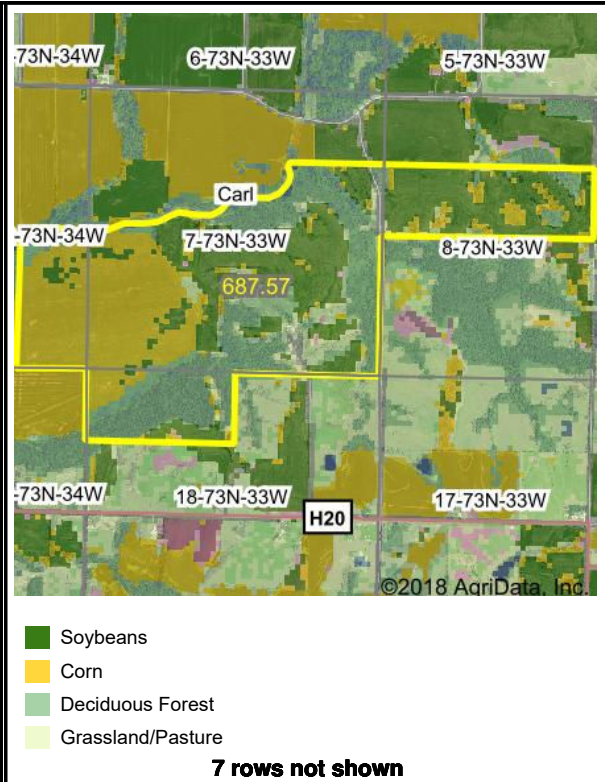 -73N-34W 6-73N-33W 5-73N-33W
Carl
-73N-34W 7-73N-33W 8-73N-33W
687.57
-73N-34W 18-73N-33W 17-73N-33W
H20
©2018 AgriData, Inc.
Soybeans
Corn
Deciduous Forest
Grassland/Pasture
7 rows not shown